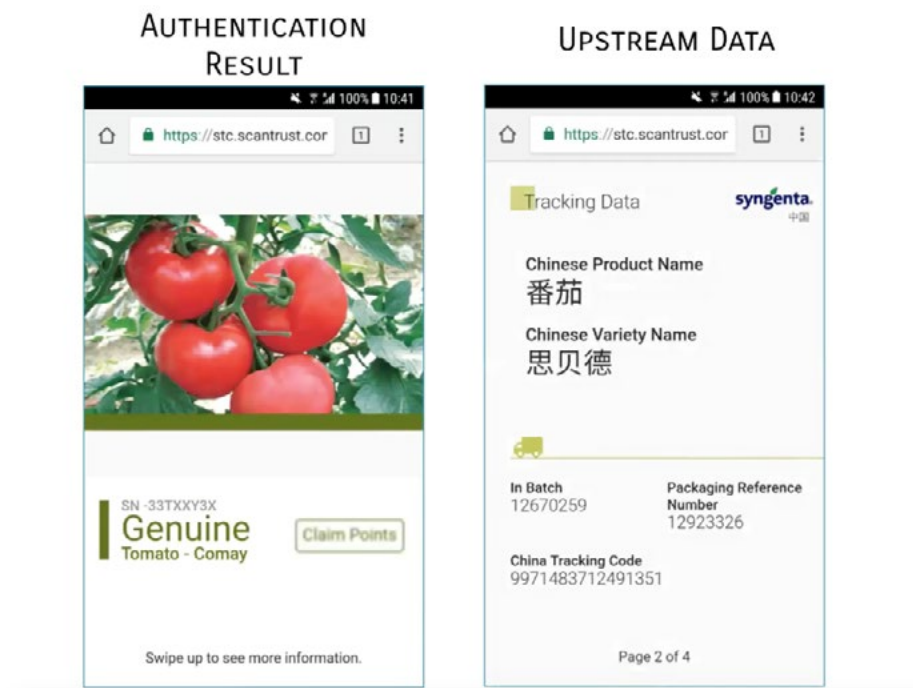 AUTHENTICATION
RESULT
100% 10:41
1
https://stc.scantrust.cor
SN -33TXXY3X
Genuine
Tomato - Comay
Claim Points
Swipe up to see more information.
UPSTREAM DATA
100% 10:42
https://stc.scantrust.cor
1
Tracking Data
syngenta.
中国
Chinese Product Name
番茄
Chinese Variety Name
思贝德
In Batch
12670259
Packaging Reference
Number
12923326
China Tracking Code
9971483712491351
Page 2 of 4